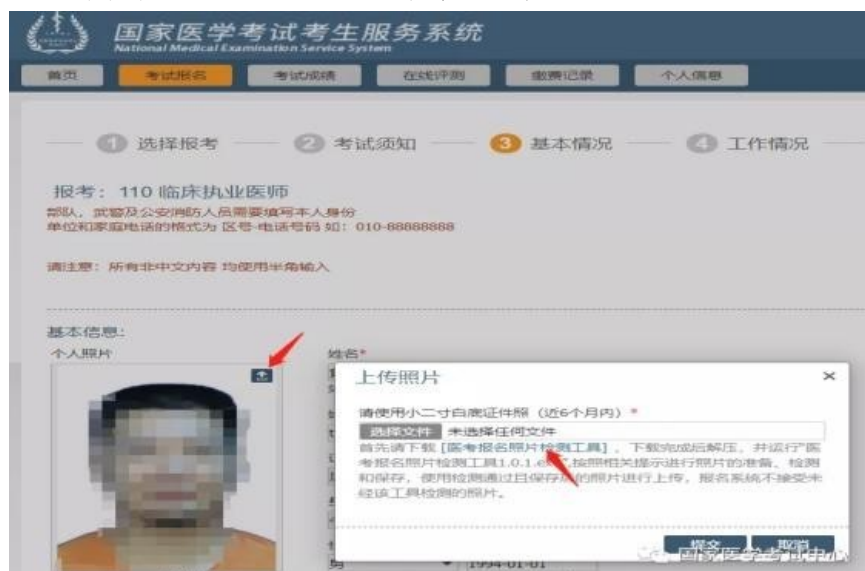 国家医学考试考生服务系统
National Medical Examination Service System
首页 考试报名 考试成绩 在线评测 缴费记录 个人信息
1 选择报考 2 考试须知 3 基本情况 4 工作情况
报考：110 临床执业医师
部队，武警及公安消防人员需要填写本人身份
单位和家庭电话的格式为 区号-电话号码 如：010-88888888
请注意：所有非中文内容 均使用半角输入
基本信息:
个人照片
姓名*
上传照片 ×
请使用小二寸白底证件照（近6个月内）*
选择文件 未选择任何文件
首先请下载 [医考报名照片检测工具] ，下载完成后解压，并运行"医
考报名照片检测工具1.0.1.e 按照相关提示进行照片的准备、检测
和保存，使用检测通过且保存 的照片进行上传，报名系统不接受未
经该工具检测的照片。
提交 取消
国家医学考试中心
男 1994-01-01